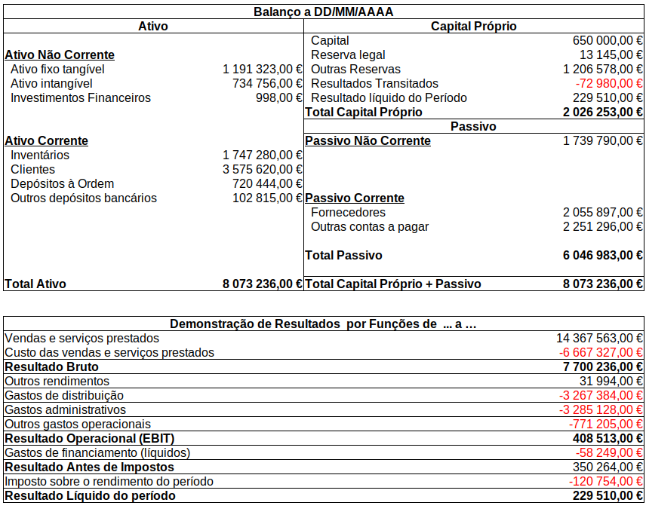 Balanço a DD/MM/AAAA
Ativo Capital Próprio
Capital 650 000,00 €
Ativo Não Corrente Reserva legal 13 145,00 €
Ativo fixo tangível 1 191 323,00 € Outras Reservas 1 206 578,00 €
Ativo intangível 734 756,00 € Resultados Transitados -72 980,00 €
Investimentos Financeiros 998,00 € Resultado líquido do Período 229 510,00 €
Total Capital Próprio 2 026 253,00 €
Passivo
Ativo Corrente Passivo Não Corrente 1 739 790,00 €
Inventários 1 747 280,00 €
Clientes 3 575 620,00 €
Depósitos à Ordem 720 444,00 €
Outros depósitos bancários 102 815,00 € Passivo Corrente
Fornecedores 2 055 897,00 €
Outras contas a pagar 2 251 296,00 €
Total Passivo 6 046 983,00 €
Total Ativo 8 073 236,00 € Total Capital Próprio + Passivo 8 073 236,00 €
Demonstração de Resultados por Funções de ... a …
Vendas e serviços prestados 14 367 563,00 €
Custo das vendas e serviços prestados -6 667 327,00 €
Resultado Bruto 7 700 236,00 €
Outros rendimentos 31 994,00 €
Gastos de distribuição -3 267 384,00 €
Gastos administrativos -3 285 128,00 €
Outros gastos operacionais -771 205,00 €
Resultado Operacional (EBIT) 408 513,00 €
Gastos de financiamento (líquidos) -58 249,00 €
Resultado Antes de Impostos 350 264,00 €
Imposto sobre o rendimento do período -120 754,00 €
Resultado Líquido do período 229 510,00 €